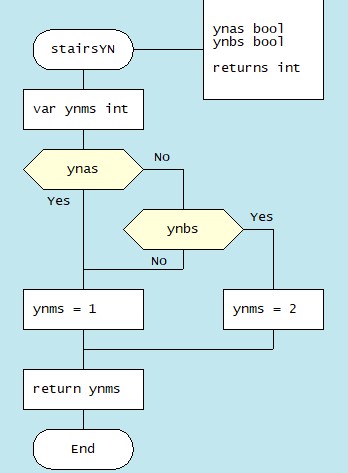 stairsYN
ynas bool
ynbs bool
returns int
var ynms int
ynas
No
Yes
ynbs
Yes
No
ynms = 1
ynms = 2
return ynms
End